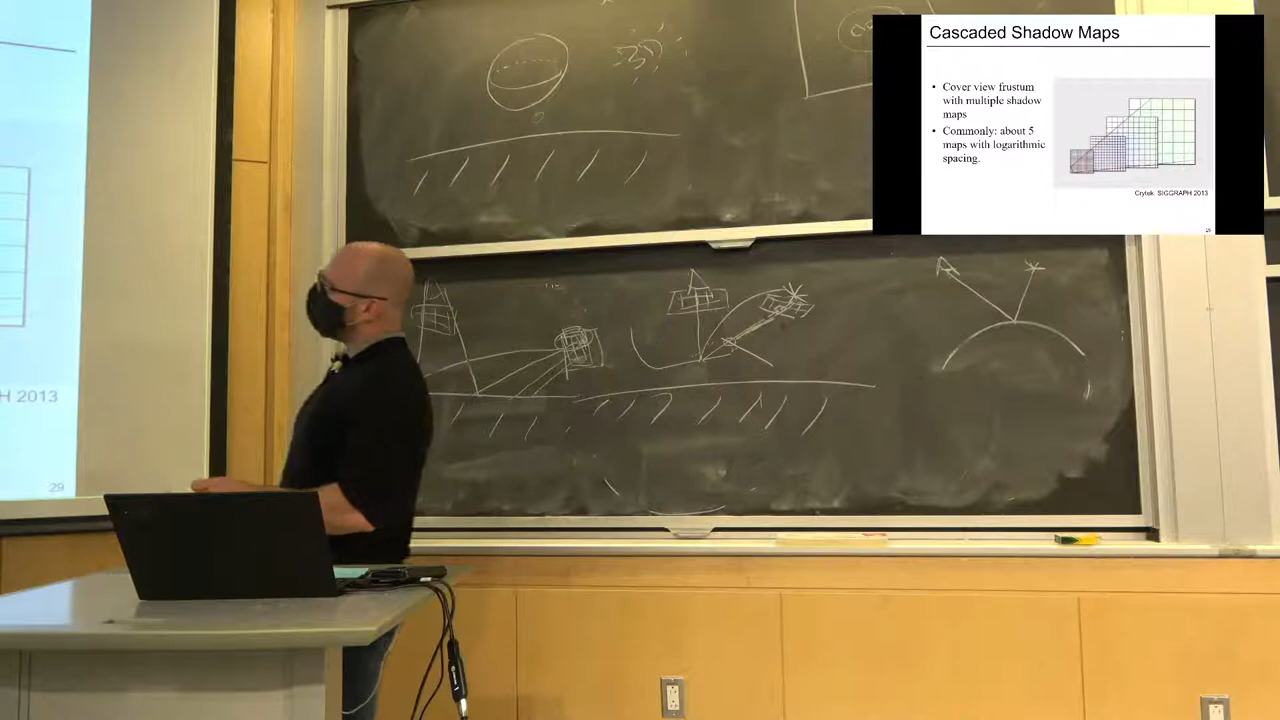 Cascaded Shadow Maps
• Cover view frustum
with multiple shadow
maps
• Commonly: about 5
maps with logarithmic
spacing.
Crytek SIGGRAPH 2013
H 2013
29